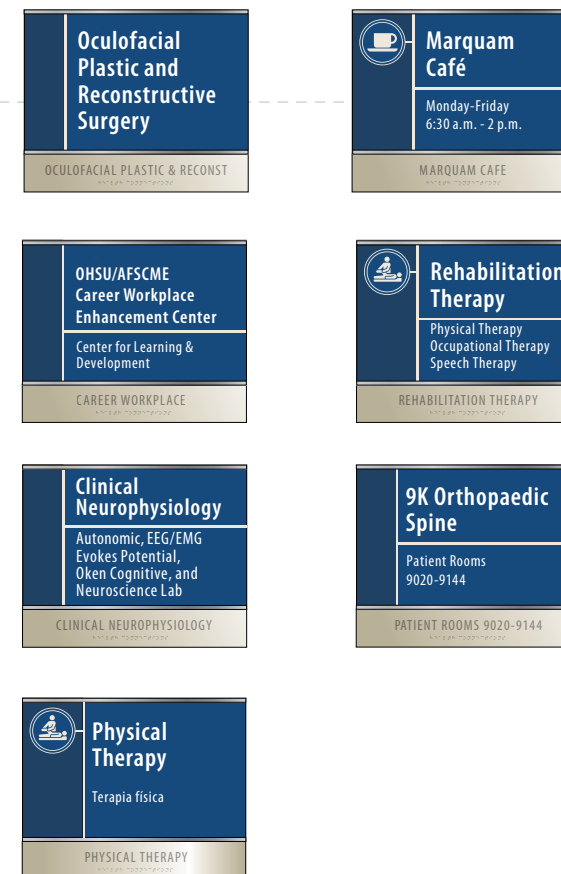 Oculofacial
Plastic and
Reconstructive
Surgery
OCULOFACIAL PLASTIC & RECONST
Marquam
Café
Monday-Friday
6:30 a.m. - 2 p.m.
MARQUAM CAFE
OHSU/AFSCME
Career Workplace
Enhancement Center
Center for Learning &
Development
CAREER WORKPLACE
Rehabilitation
Therapy
Physical Therapy
Occupational Therapy
Speech Therapy
REHABILITATION THERAPY
Clinical
Neurophysiology
Autonomic, EEG/EMG
Evokes Potential,
Oken Cognitive, and
Neuroscience Lab
CLINICAL NEUROPHYSIOLOGY
9K Orthopaedic
Spine
Patient Rooms
9020-9144
PATIENT ROOMS 9020-9144
Physical
Therapy
Terapia física
PHYSICAL THERAPY